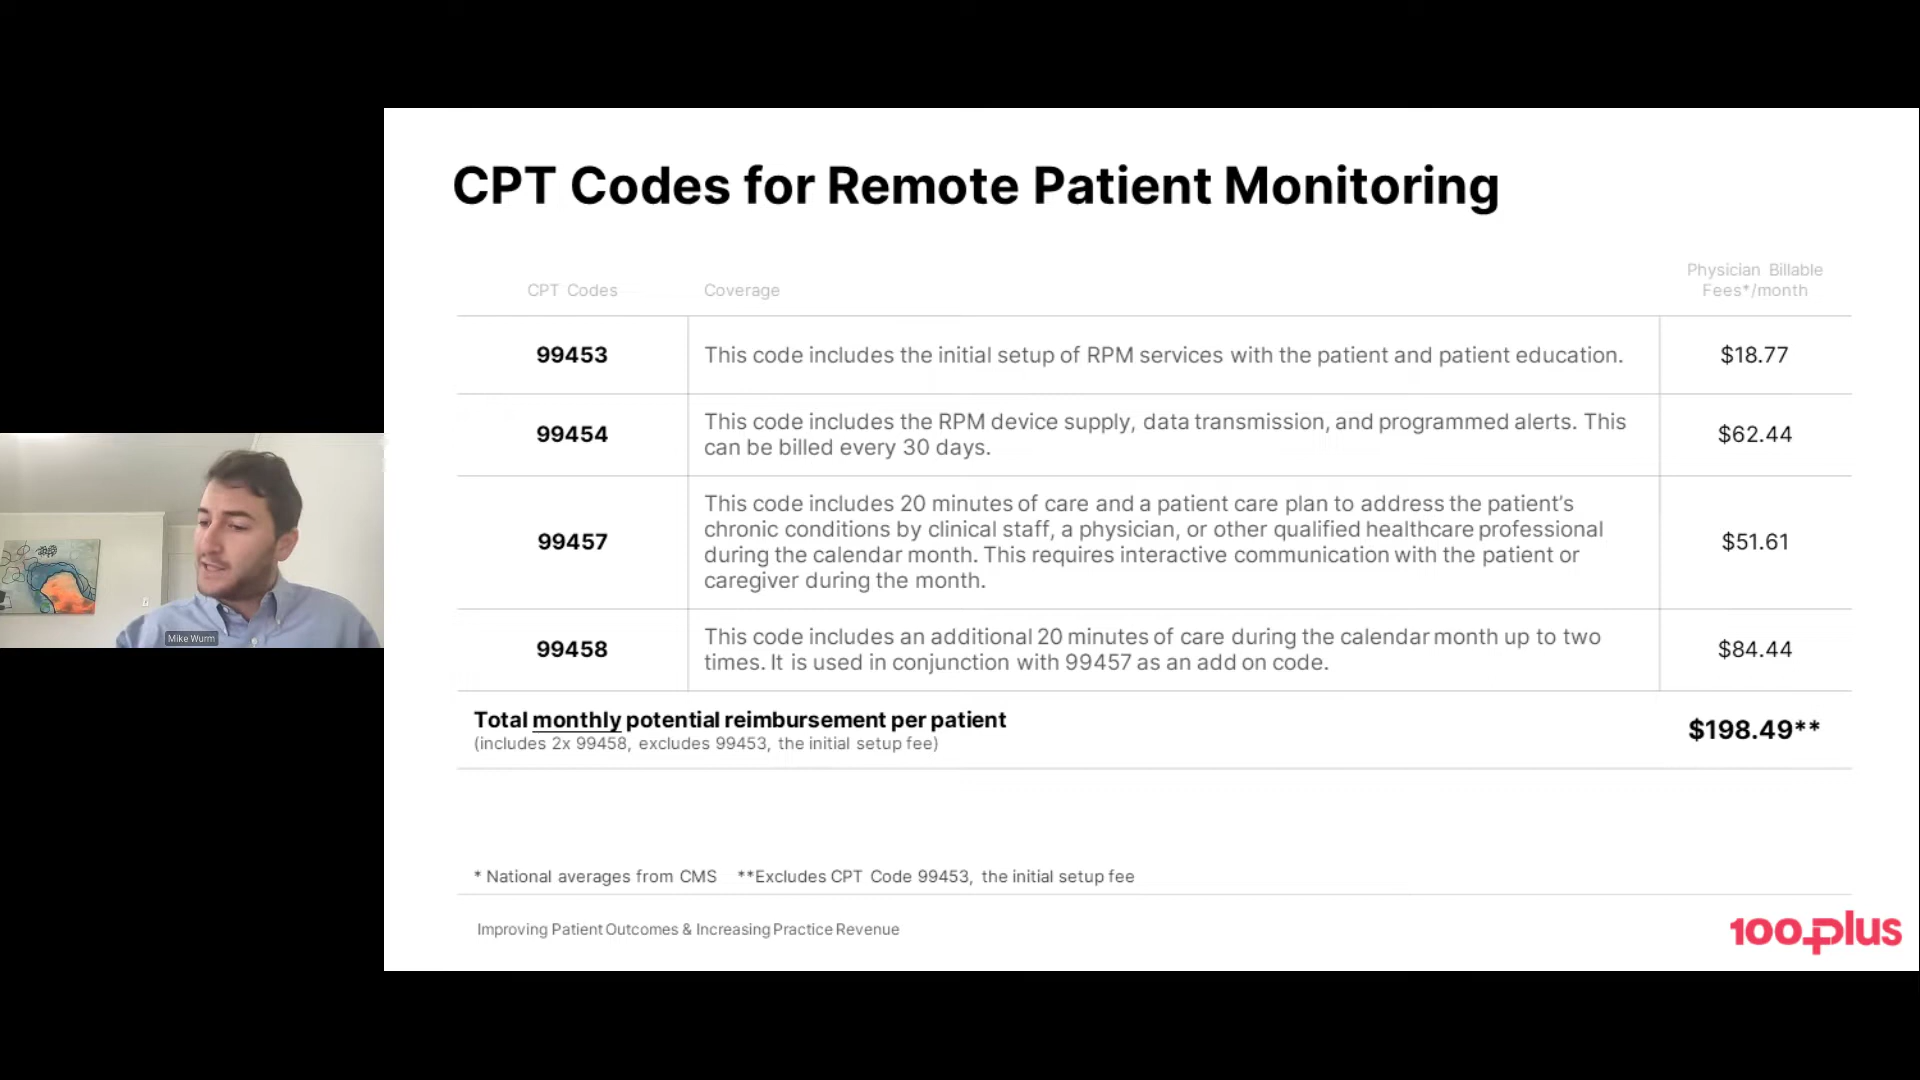 CPT Codes for Remote Patient Monitoring
CPT Codes
Coverage
Physician Billable
Fees*/month
99453
This code includes the initial setup of RPM services with the patient and patient education.
$18.77
99454
This code includes the RPM device supply, data transmission, and programmed alerts. This
can be billed every 30 days.
$62.44
99457
This code includes 20 minutes of care and a patient care plan to address the patient's
chronic conditions by clinical staff, a physician, or other qualified healthcare professional
during the calendar month. This requires interactive communication with the patient or
caregiver during the month.
$51.61
99458
This code includes an additional 20 minutes of care during the calendar month up to two
times. It is used in conjunction with 99457 as an add on code.
$84.44
Total monthly potential reimbursement per patient
(includes 2x 99458, excludes 99453, the initial setup fee)
$198.49**
* National averages from CMS **Excludes CPT Code 99453, the initial setup fee
Improving Patient Outcomes & Increasing Practice Revenue
100plus
Mike Wurm